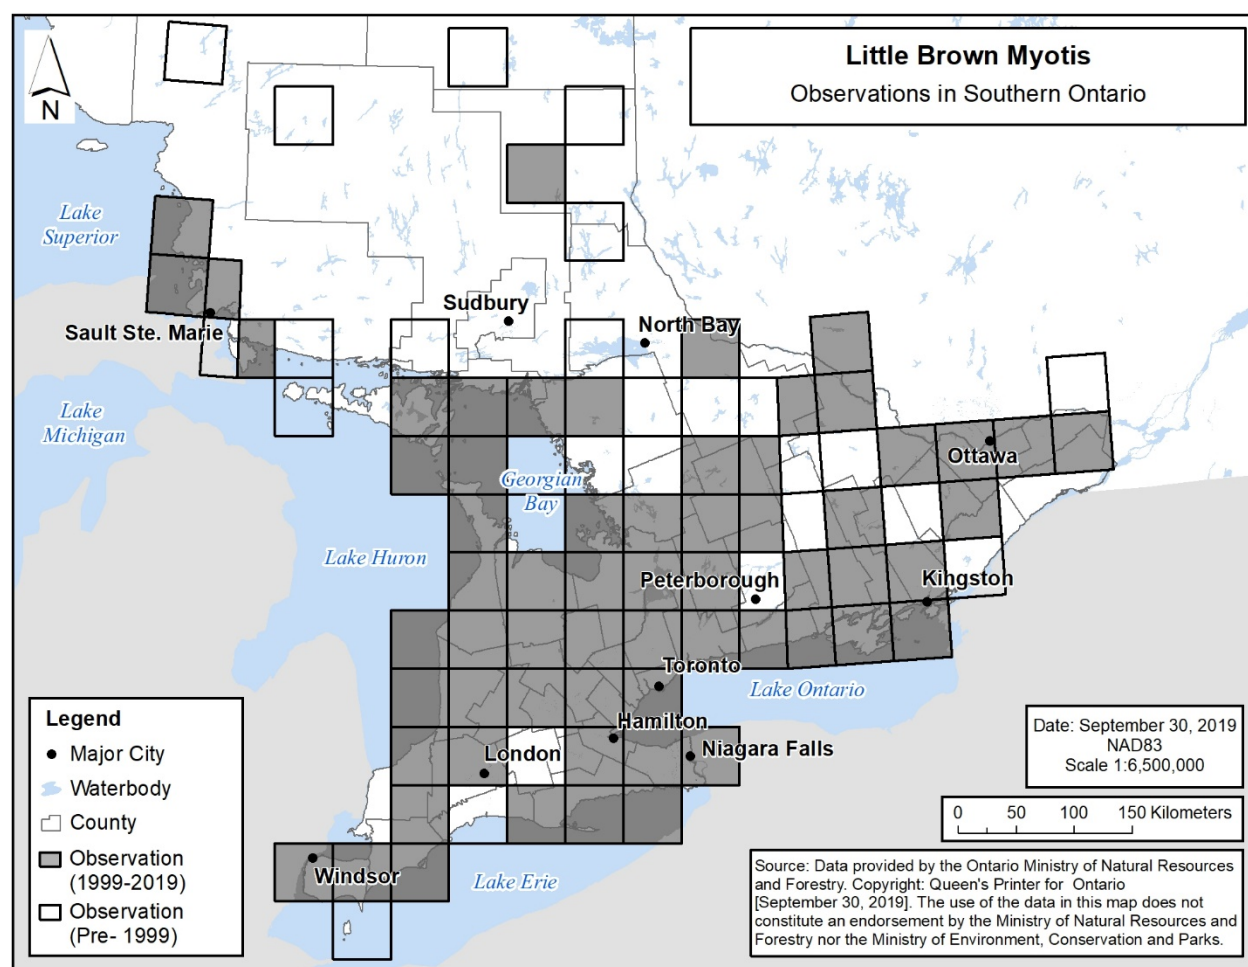 Little Brown Myotis
Observations in Southern Ontario
N
Lake
Superior
Sudbury
North Bay
Sault Ste. Marie
Lake
Michigan
Ottawa
Georgian
Bay
Lake Huron
Peterborough
Kingston
Toronto
Lake Ontario
Hamilton
Niagara Falls
London
Windsor
Lake Erie
Legend
Major City
Waterbody
County
Observation
(1999-2019)
Observation
(Pre- 1999)
Date: September 30, 2019
NAD83
Scale 1:6,500,000
0 50 100 150 Kilometers
Source: Data provided by the Ontario Ministry of Natural Resources
and Forestry. Copyright: Queen's Printer for Ontario
[September 30, 2019]. The use of the data in this map does not
constitute an endorsement by the Ministry of Natural Resources and
Forestry nor the Ministry of Environment, Conservation and Parks.